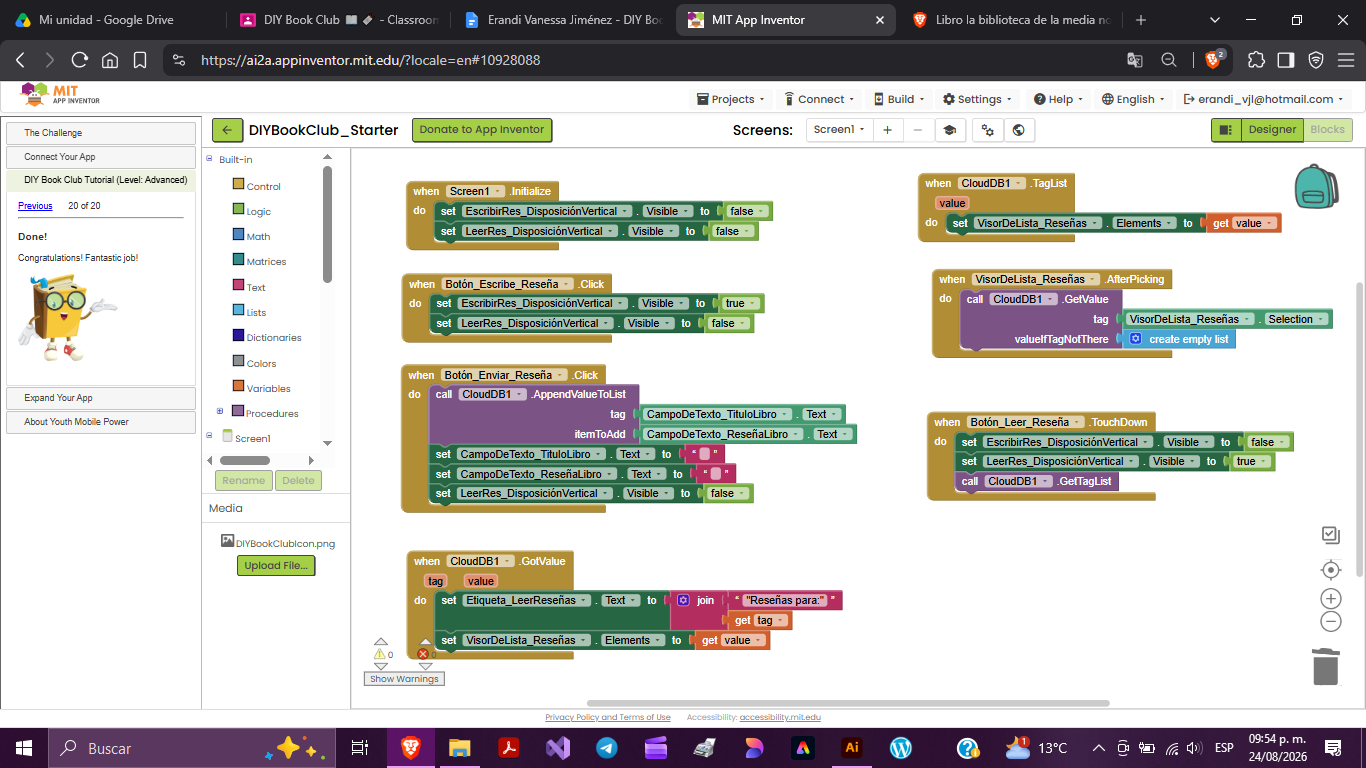 Mi unidad - Google Drive
DIY Book Club
- Classroom
Erandi Vanessa Jiménez - DIY Bo
MIT App Inventor
Libro la biblioteca de la media no
https://ai2a.appinventor.mit.edu/?locale=en#10928088
2
MIT
APP INVENTOR
Projects
Connect
Build
Settings
Help
English
erandi_vjl@hotmail.com
The Challenge
Connect Your App
DIY Book Club Tutorial (Level: Advanced)
Previous
20 of 20
Done!
Congratulations! Fantastic job!
Expand Your App
About Youth Mobile Power
DIYBookClub_Starter
Donate to App Inventor
Screens:
Screen1
Designer
Blocks
Built-in
Control
Logic
Math
Matrices
Text
Lists
Dictionaries
Colors
Variables
Procedures
Screen1
Rename
Delete
Media
DIYBookClubIcon.png
Upload File...
when Screen1 .Initialize
do set EscribirRes_DisposiciónVertical . Visible to false
set LeerRes_DisposiciónVertical . Visible to false
when Botón_Escribe_Reseña .Click
do set EscribirRes_DisposiciónVertical . Visible to true
set LeerRes_DisposiciónVertical . Visible to false
when Botón_Enviar_Reseña .Click
do call CloudDB1 .AppendValueToList
tag CampoDeTexto_TituloLibro . Text
itemToAdd CampoDeTexto_ReseñaLibro . Text
set CampoDeTexto_TituloLibro . Text to “ ”
set CampoDeTexto_ReseñaLibro . Text to “ ”
set LeerRes_DisposiciónVertical . Visible to false
when CloudDB1 .GotValue
tag value
do set Etiqueta_LeerReseñas . Text to join “ "Reseñas para:" ”
get tag
set VisorDeLista_Reseñas . Elements to get value
when CloudDB1 .TagList
value
do set VisorDeLista_Reseñas . Elements to get value
when VisorDeLista_Reseñas .AfterPicking
do call CloudDB1 .GetValue
tag VisorDeLista_Reseñas . Selection
valueIfTagNotThere create empty list
when Botón_Leer_Reseña .TouchDown
do set EscribirRes_DisposiciónVertical . Visible to false
set LeerRes_DisposiciónVertical . Visible to true
call CloudDB1 .GetTagList
0
0
Show Warnings
Privacy Policy and Terms of Use
Accessibility: accessibility.mit.edu
Buscar
Ai
1
13°C
ESP
09:54 p. m.
24/08/2026